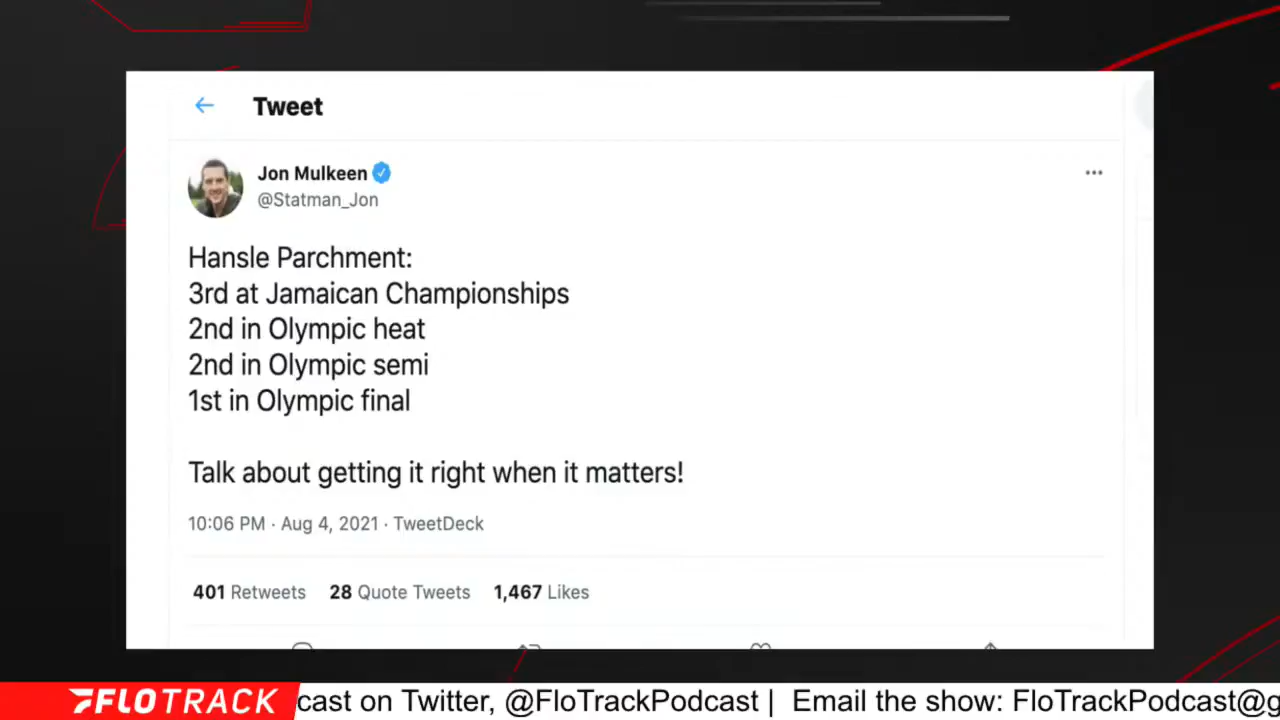 Tweet
Jon Mulkeen
@Statman_Jon
Hansle Parchment:
3rd at Jamaican Championships
2nd in Olympic heat
2nd in Olympic semi
1st in Olympic final
Talk about getting it right when it matters!
10:06 PM · Aug 4, 2021 · TweetDeck
401 Retweets 28 Quote Tweets 1,467 Likes
FLOTRACK cast on Twitter, @FloTrackPodcast | Email the show: FloTrackPodcast@g